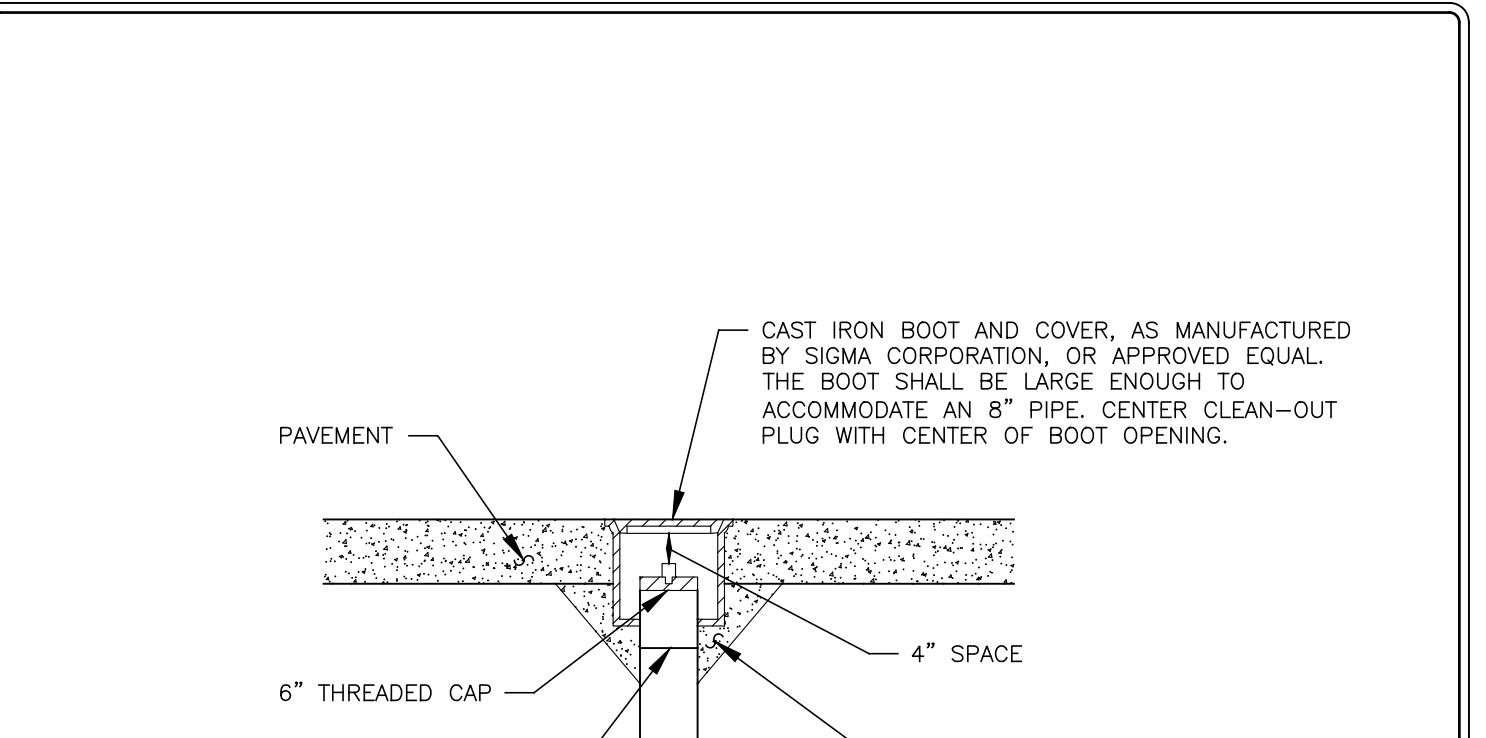 CAST IRON BOOT AND COVER, AS MANUFACTURED
BY SIGMA CORPORATION, OR APPROVED EQUAL.
THE BOOT SHALL BE LARGE ENOUGH TO
ACCOMMODATE AN 8" PIPE. CENTER CLEAN-OUT
PLUG WITH CENTER OF BOOT OPENING.
PAVEMENT
4" SPACE
6" THREADED CAP